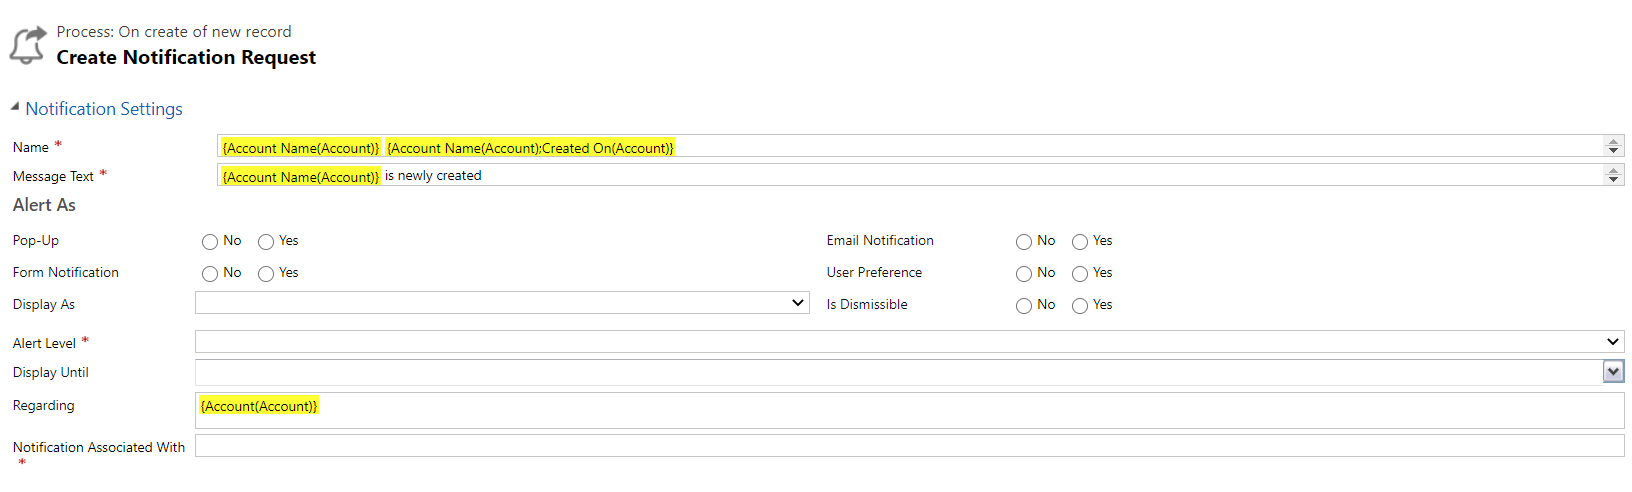 Process: On create of new record
Create Notification Request
Notification Settings
Name * {Account Name(Account)} {Account Name(Account);Created On(Account)}
Message Text * {Account Name(Account)} is newly created
Alert As
Pop-Up No Yes Email Notification No Yes
Form Notification No Yes User Preference No Yes
Display As Is Dismissible No Yes
Alert Level *
Display Until
Regarding {Account(Account)}
Notification Associated With
*